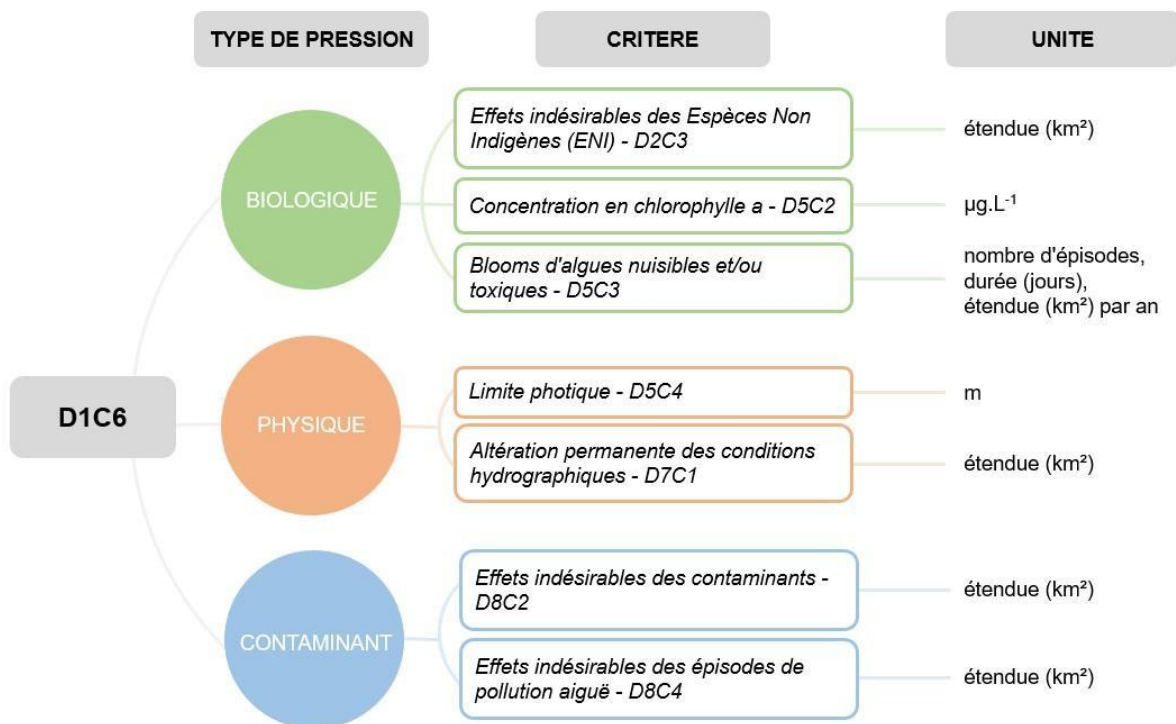 TYPE DE PRESSION
CRITERE
UNITE
D1C6
BIOLOGIQUE
Effets indésirables des Espèces Non
Indigènes (ENI) - D2C3
étendue (km²)
Concentration en chlorophylle a - D5C2
µg.L⁻¹
Blooms d'algues nuisibles et/ou
toxiques - D5C3
nombre d'épisodes,
durée (jours),
étendue (km²) par an
PHYSIQUE
Limite photique - D5C4
m
Altération permanente des conditions
hydrographiques - D7C1
étendue (km²)
CONTAMINANT
Effets indésirables des contaminants -
D8C2
étendue (km²)
Effets indésirables des épisodes de
pollution aiguë - D8C4
étendue (km²)